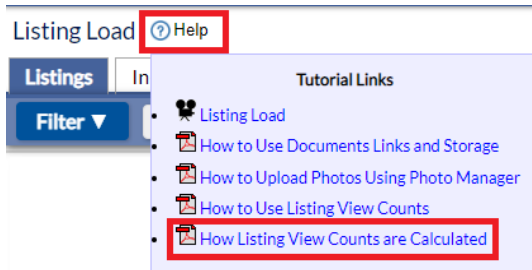 Listing Load Help
Listings In
Tutorial Links
Filter ▼
Listing Load
How to Use Documents Links and Storage
How to Upload Photos Using Photo Manager
How to Use Listing View Counts
How Listing View Counts are Calculated